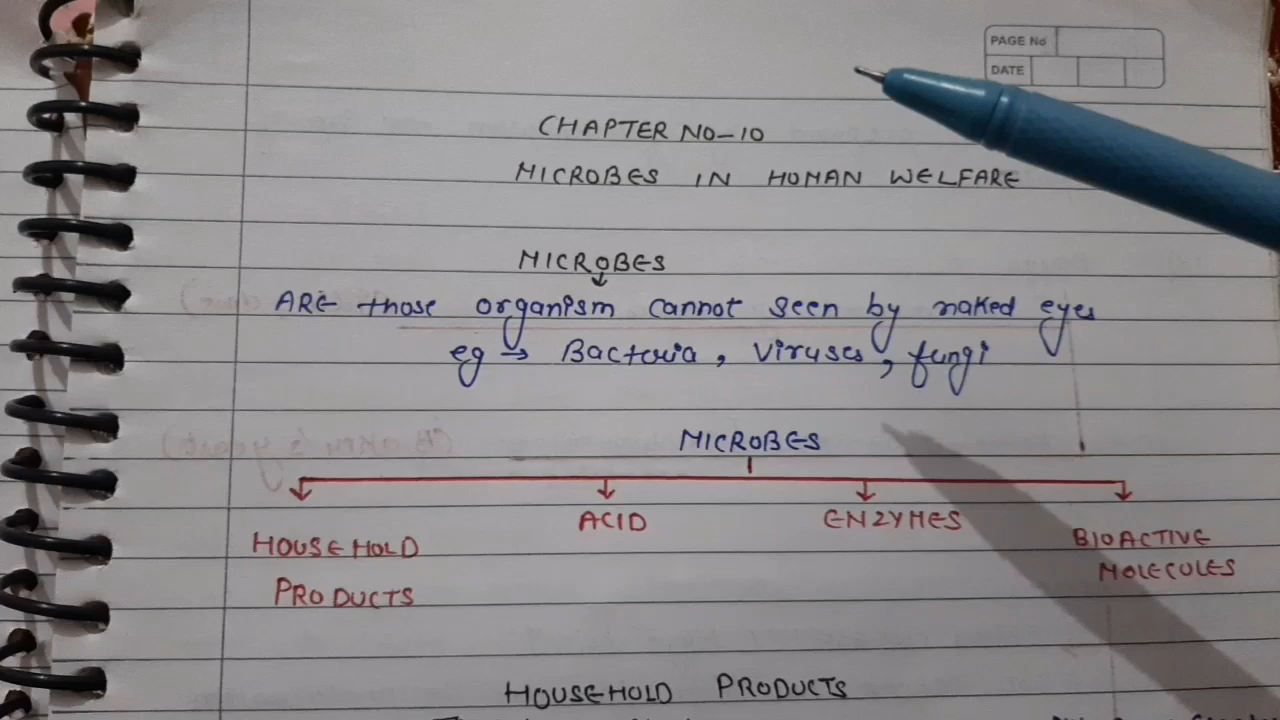 PAGE No
DATE
CHAPTER NO-10
MICROBES IN HUMAN WELFARE
MICROBES
ARE those organism cannot seen by naked eyes
eg → Bacteria, Viruses, fungi
MICROBES
HOUSEHOLD PRODUCTS
ACID
ENZYMES
BIOACTIVE MOLECULES
HOUSEHOLD PRODUCTS